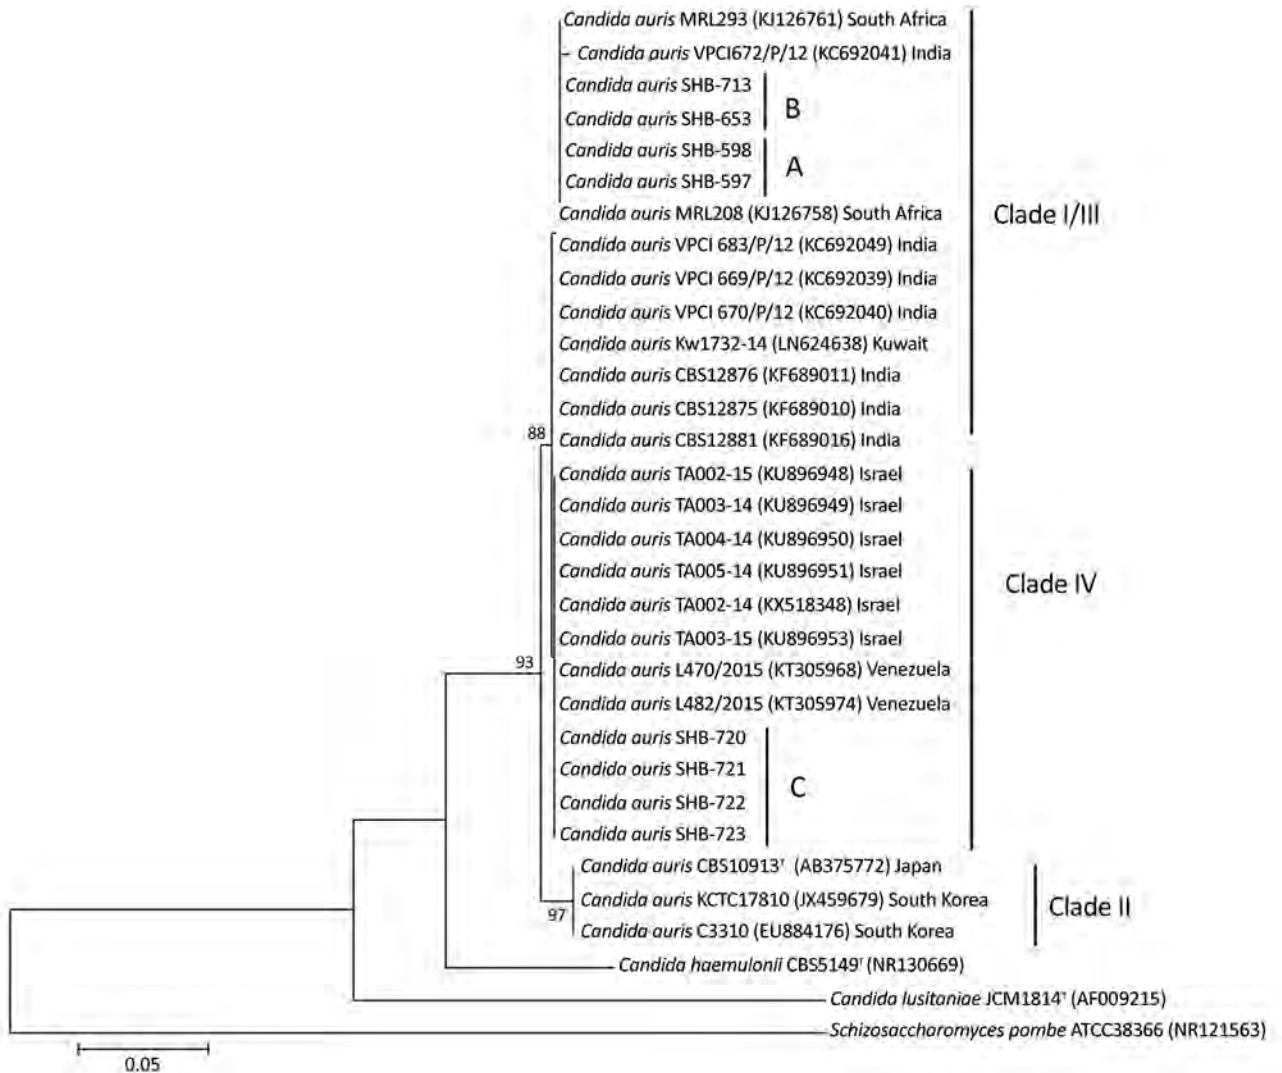 Candida auris MRL293 (KJ126761) South Africa
Candida auris VPCI672/P/12 (KC692041) India
Candida auris SHB-713
B
Candida auris SHB-653
Candida auris SHB-598
A
Candida auris SHB-597
Candida auris MRL208 (KJ126758) South Africa
Clade I/III
Candida auris VPCI 683/P/12 (KC692049) India
Candida auris VPCI 669/P/12 (KC692039) India
Candida auris VPCI 670/P/12 (KC692040) India
Candida auris Kw1732-14 (LN624638) Kuwait
Candida auris CBS12876 (KF689011) India
Candida auris CBS12875 (KF689010) India
88
Candida auris CBS12881 (KF689016) India
Candida auris TA002-15 (KU896948) Israel
Candida auris TA003-14 (KU896949) Israel
Candida auris TA004-14 (KU896950) Israel
Candida auris TA005-14 (KU896951) Israel
Clade IV
Candida auris TA002-14 (KX518348) Israel
Candida auris TA003-15 (KU896953) Israel
93
Candida auris L470/2015 (KT305968) Venezuela
Candida auris L482/2015 (KT305974) Venezuela
Candida auris SHB-720
Candida auris SHB-721
C
Candida auris SHB-722
Candida auris SHB-723
Candida auris CBS10913ᵀ (AB375772) Japan
Candida auris KCTC17810 (JX459679) South Korea
Clade II
97
Candida auris C3310 (EU884176) South Korea
Candida haemulonii CBS5149ᵀ (NR130669)
Candida lusitaniae JCM1814ᵀ (AF009215)
Schizosaccharomyces pombe ATCC38366 (NR121563)
0.05